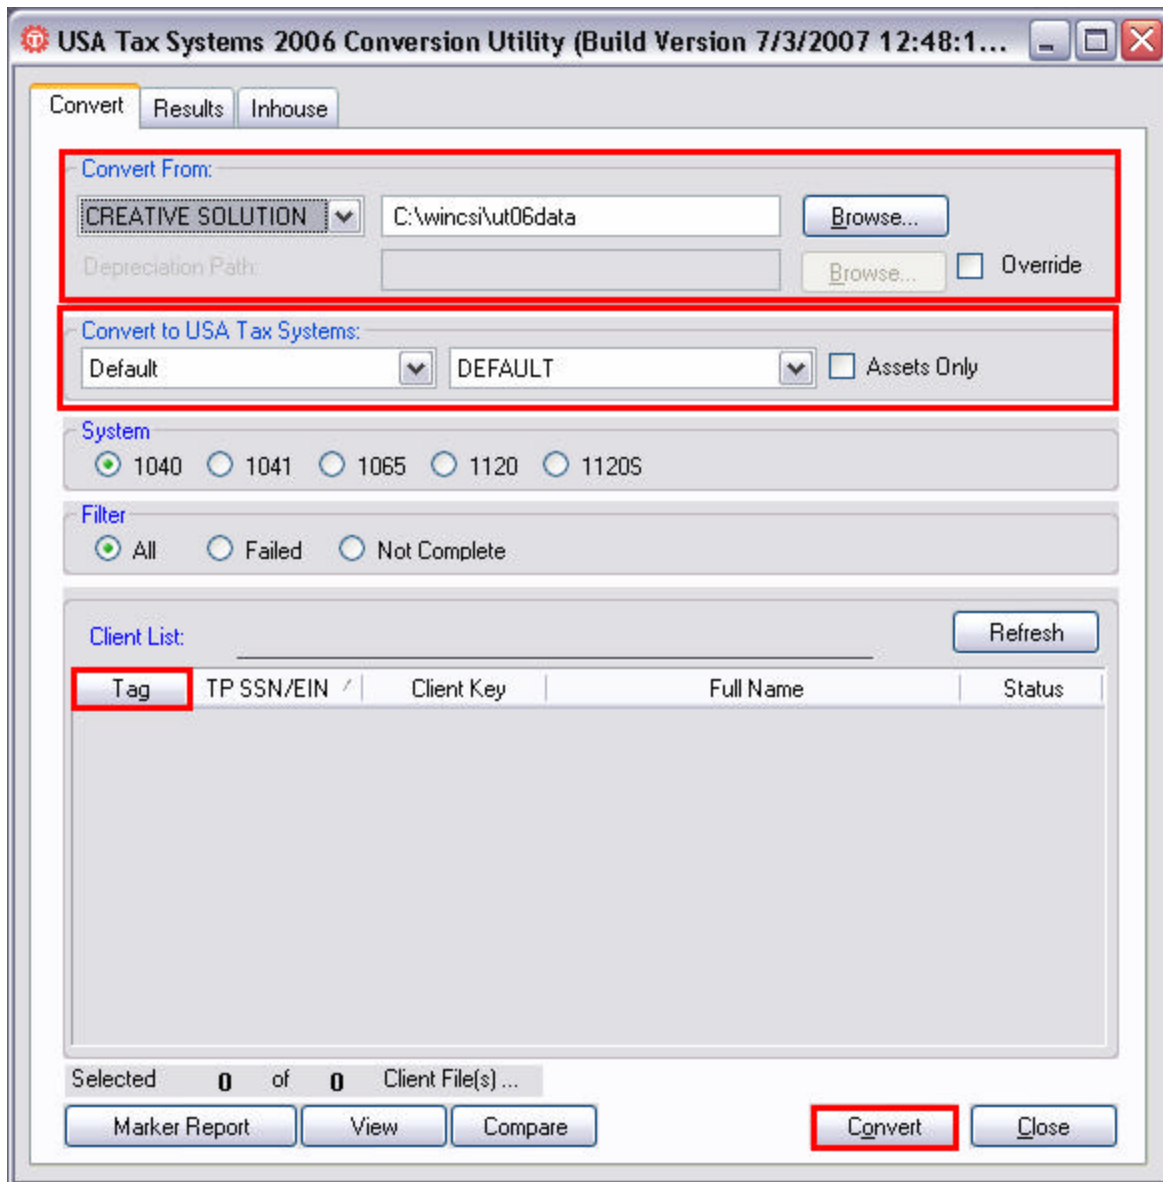 USA Tax Systems 2006 Conversion Utility (Build Version 7/3/2007 12:48:1...
Convert Results Inhouse
Convert From:
CREATIVE SOLUTION C:\wincsi\ut06data Browse...
Depreciation Path: Browse... Override
Convert to USA Tax Systems:
Default DEFAULT Assets Only
System
1040 1041 1065 1120 1120S
Filter
All Failed Not Complete
Client List: Refresh
Tag TP SSN/EIN Client Key Full Name Status
Selected 0 of 0 Client File(s) ...
Marker Report View Compare Convert Close